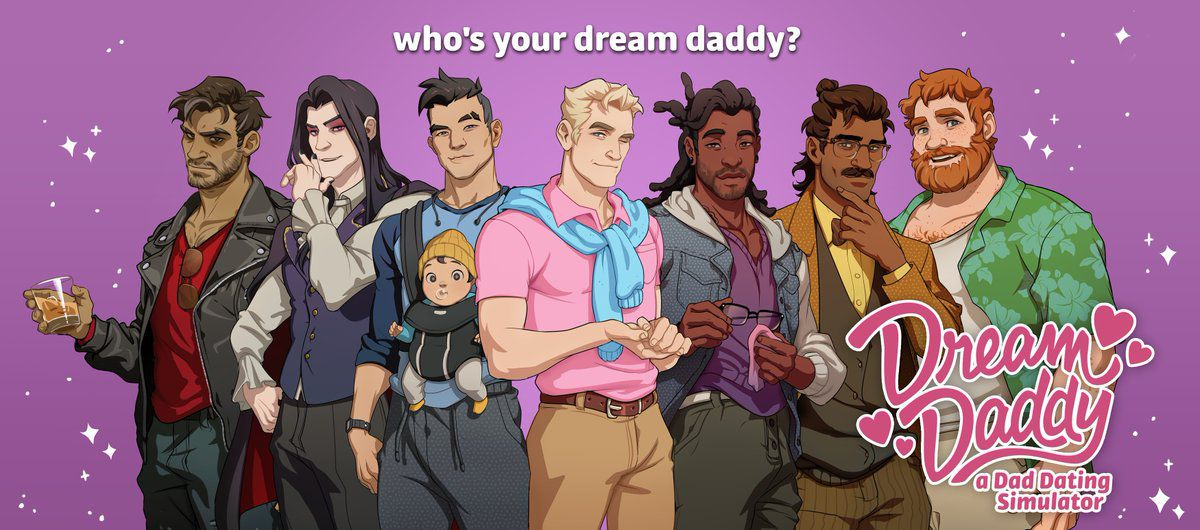 who's your dream daddy?
Dream
Daddy
a Dad Dating
Simulator